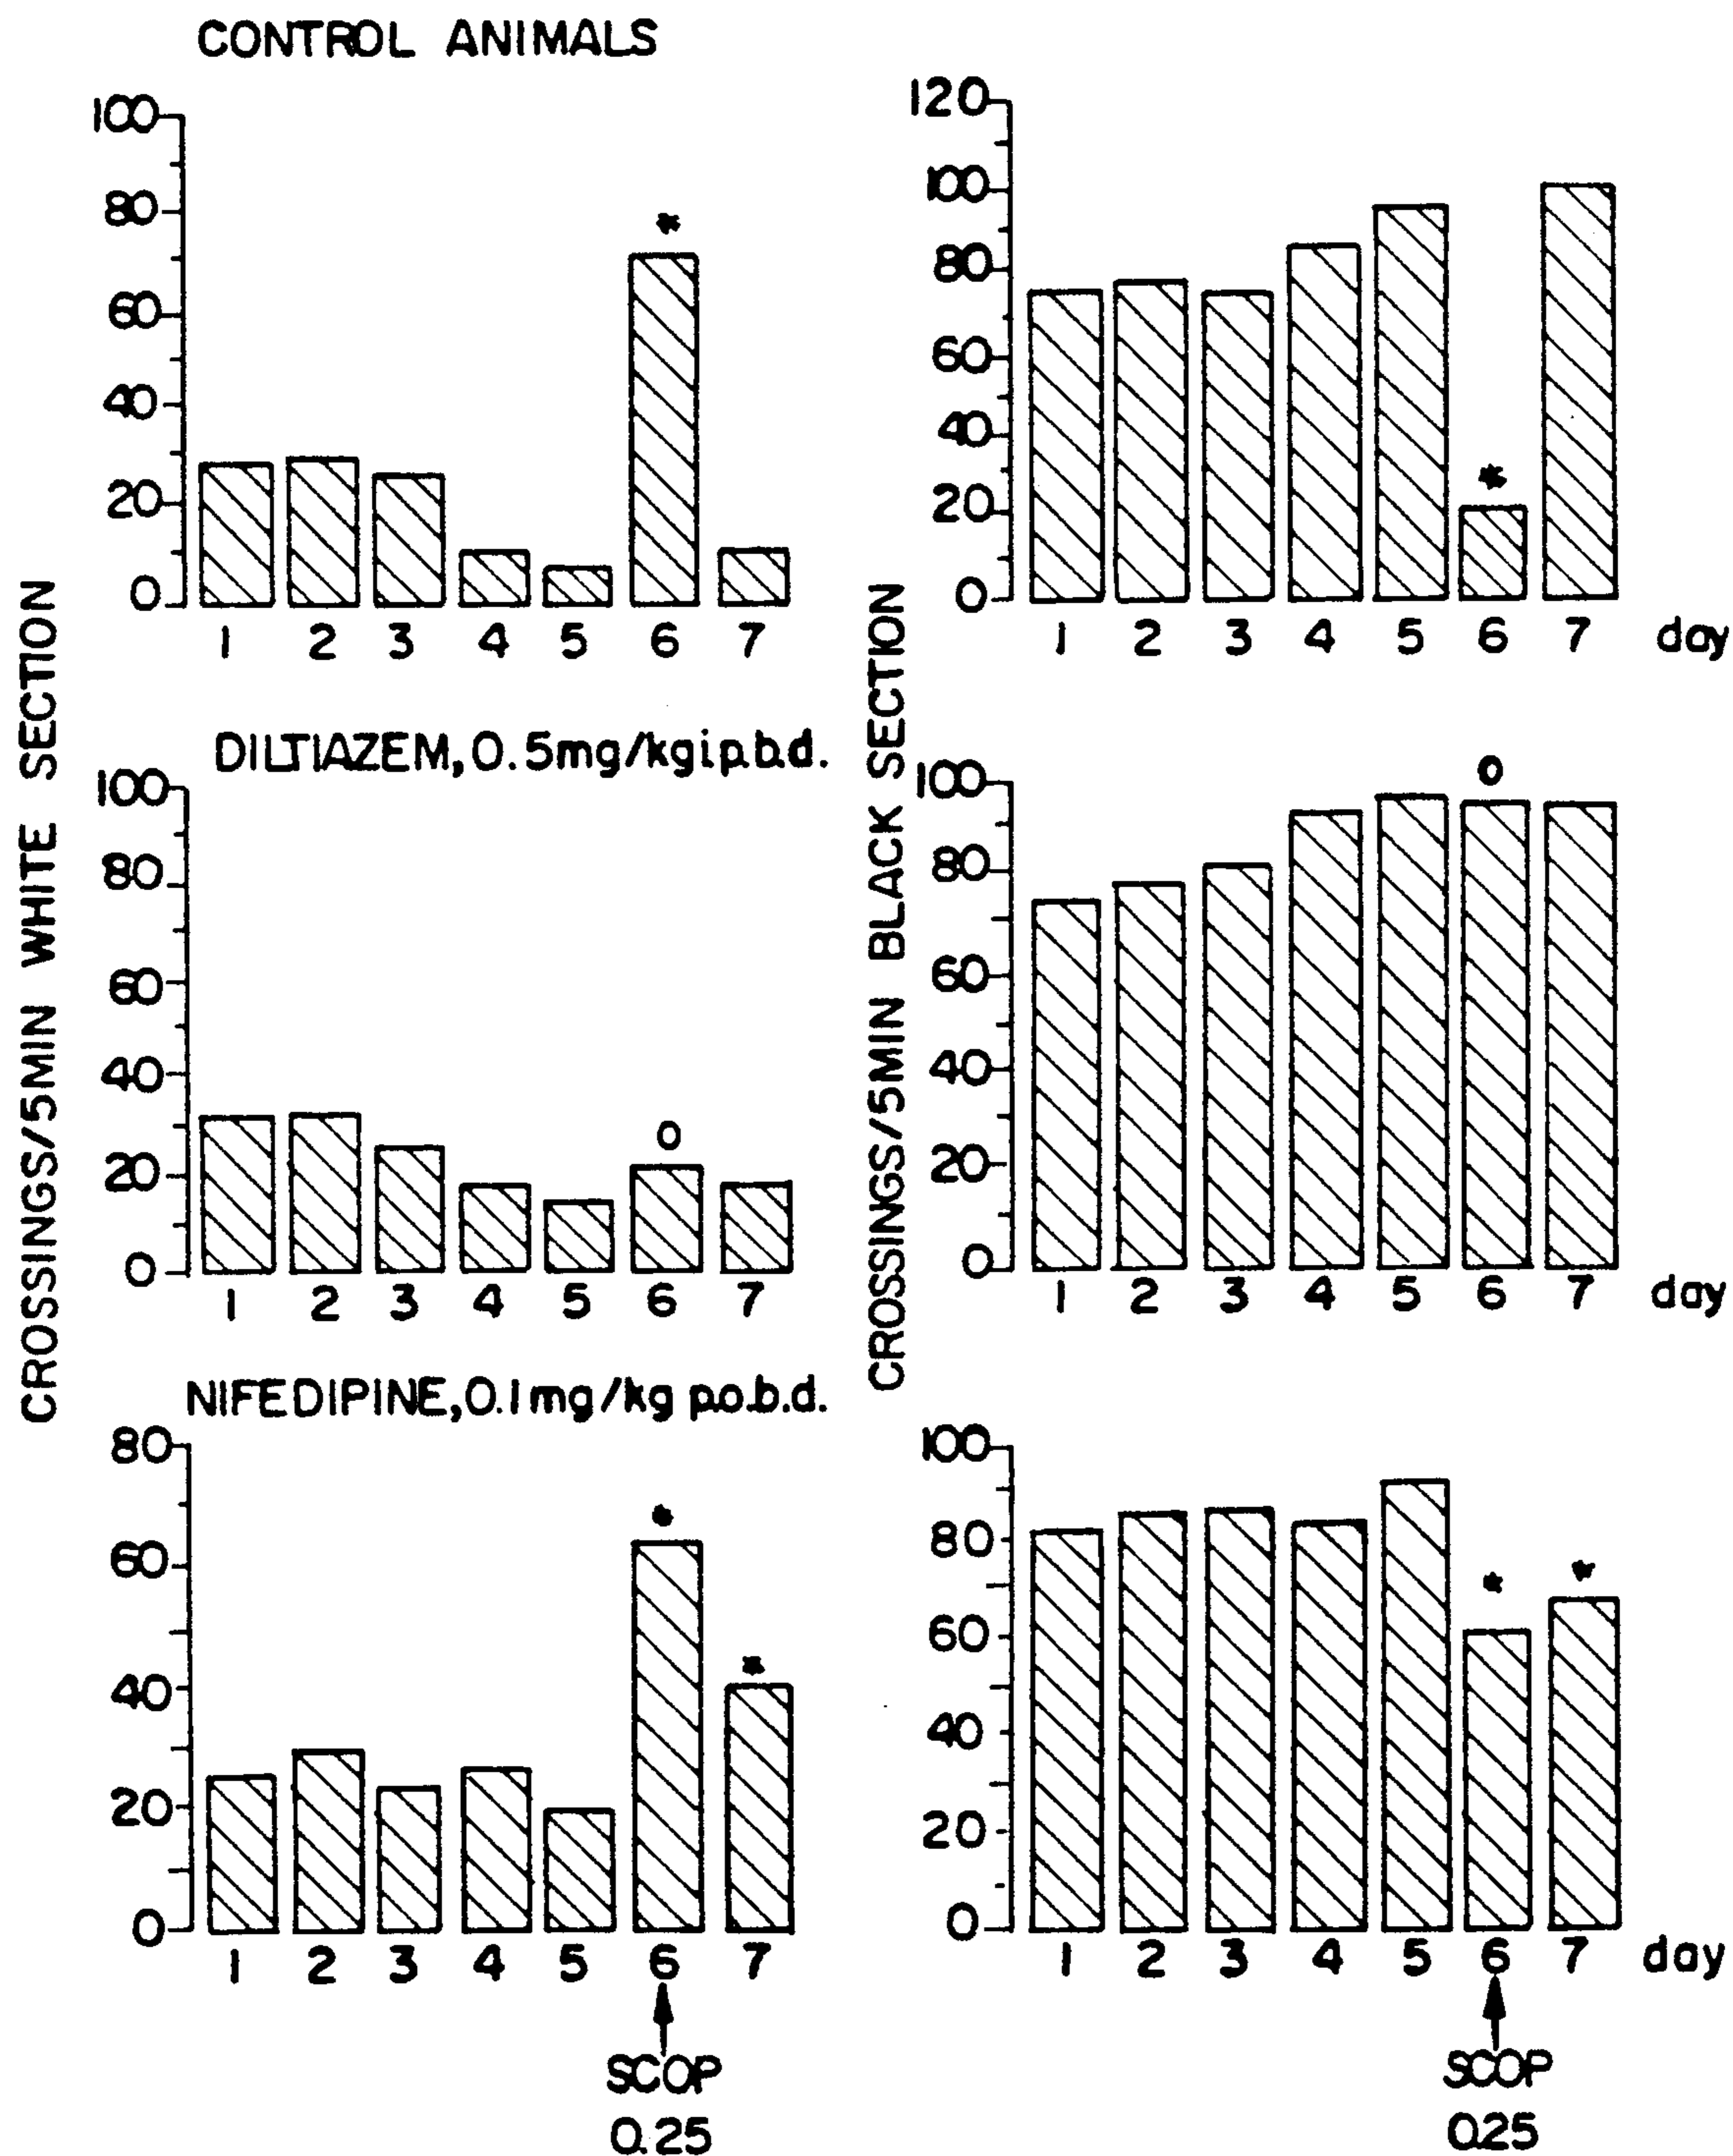 CONTROL ANIMALS
CROSSINGS/5MIN WHITE SECTION
100
80
60
40
20
0
1 2 3 4 5 6 7
*
CROSSINGS/5MIN BLACK SECTION
120
100
80
60
40
20
0
1 2 3 4 5 6 7 day
*
DILTIAZEM, 0.5mg/kgi.p.b.d.
100
80
60
40
20
0
1 2 3 4 5 6 7
o
100
80
60
40
20
0
1 2 3 4 5 6 7 day
o
NIFEDIPINE, 0.1mg/kg p.o.b.d.
80
60
40
20
0
1 2 3 4 5 6 7
* *
SCOP
0.25
100
80
60
40
20
0
1 2 3 4 5 6 7 day
* *
SCOP
0.25